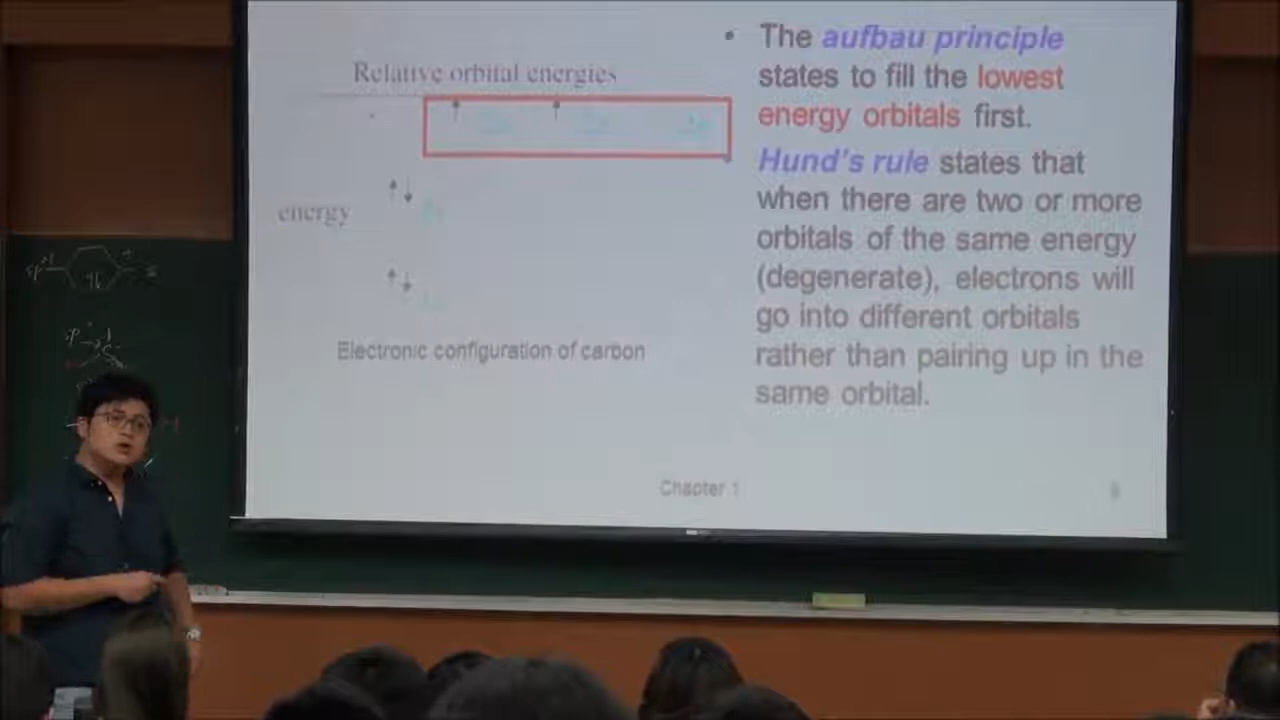 Relative orbital energies
energy
Electronic configuration of carbon
• The aufbau principle
states to fill the lowest
energy orbitals first.
• Hund's rule states that
when there are two or more
orbitals of the same energy
(degenerate), electrons will
go into different orbitals
rather than pairing up in the
same orbital.
Chapter 1